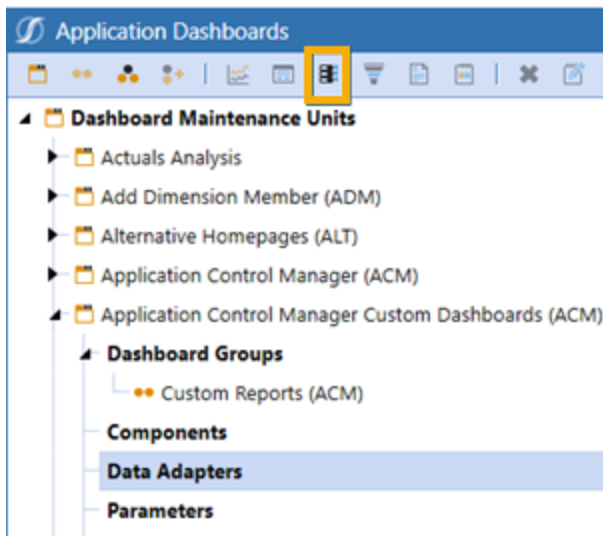 Application Dashboards
Dashboard Maintenance Units
Actuals Analysis
Add Dimension Member (ADM)
Alternative Homepages (ALT)
Application Control Manager (ACM)
Application Control Manager Custom Dashboards (ACM)
Dashboard Groups
Custom Reports (ACM)
Components
Data Adapters
Parameters